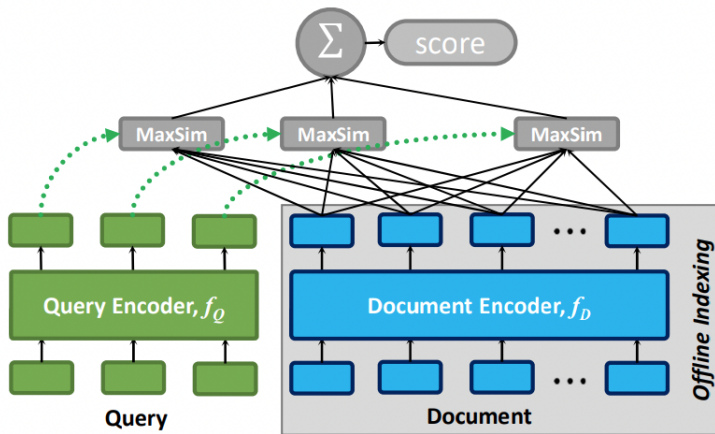 Σ
score
MaxSim
MaxSim
MaxSim
Query Encoder, f_Q
Document Encoder, f_D
Offline Indexing
Query
Document